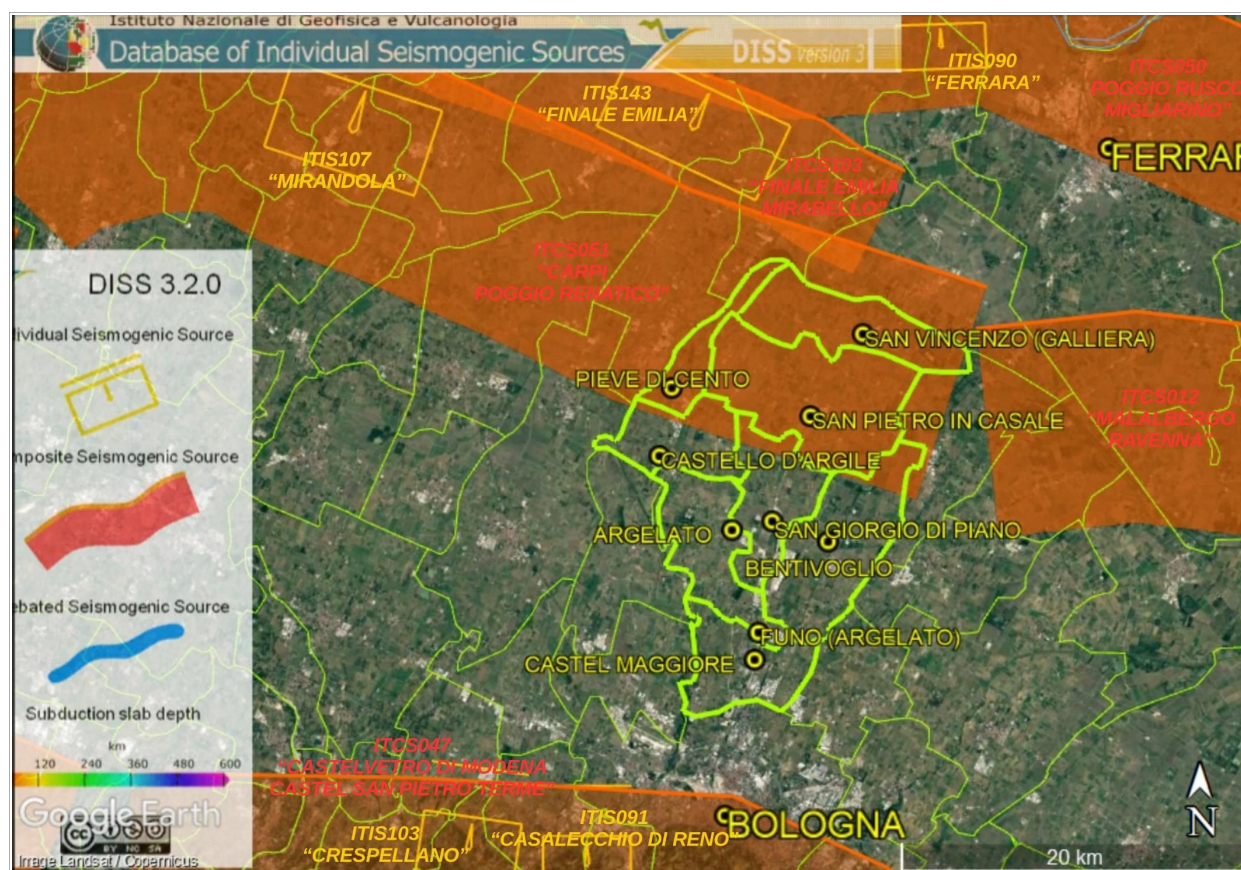 Istituto Nazionale di Geofisica e Vulcanologia
Database of Individual Seismogenic Sources
DISS version 3
ITIS090
“FERRARA”
ITCS050
POGGIO RUSCO
MIGLIARINO”
ITIS143
“FINALE EMILIA”
FERRAR
ITIS107
“MIRANDOLA”
ITCS103
“FINALE EMILIA
MIRABELLO”
ITCS051
“CARPI
POGGIO RENATICO”
DISS 3.2.0
dividual Seismogenic Source
mposite Seismogenic Source
ebated Seismogenic Source
Subduction slab depth
km
120 240 360 480 600
SAN VINCENZO (GALLIERA)
PIEVE DI CENTO
SAN PIETRO IN CASALE
ITCS012
“MALALBERGO
RAVENNA”
CASTELLO D'ARGILE
ARGELATO
SAN GIORGIO DI PIANO
BENTIVOGLIO
FUNO (ARGELATO)
CASTEL MAGGIORE
ITCS047
“CASTELVETRO DI MODENA
CASTEL SAN PIETRO TERME”
ITIS091
“CASALECCHIO DI RENO”
ITIS103
“CRESPELLANO”
BOLOGNA
Google Earth
cc
BY NC SA
Image Landsat / Copernicus
N
20 km